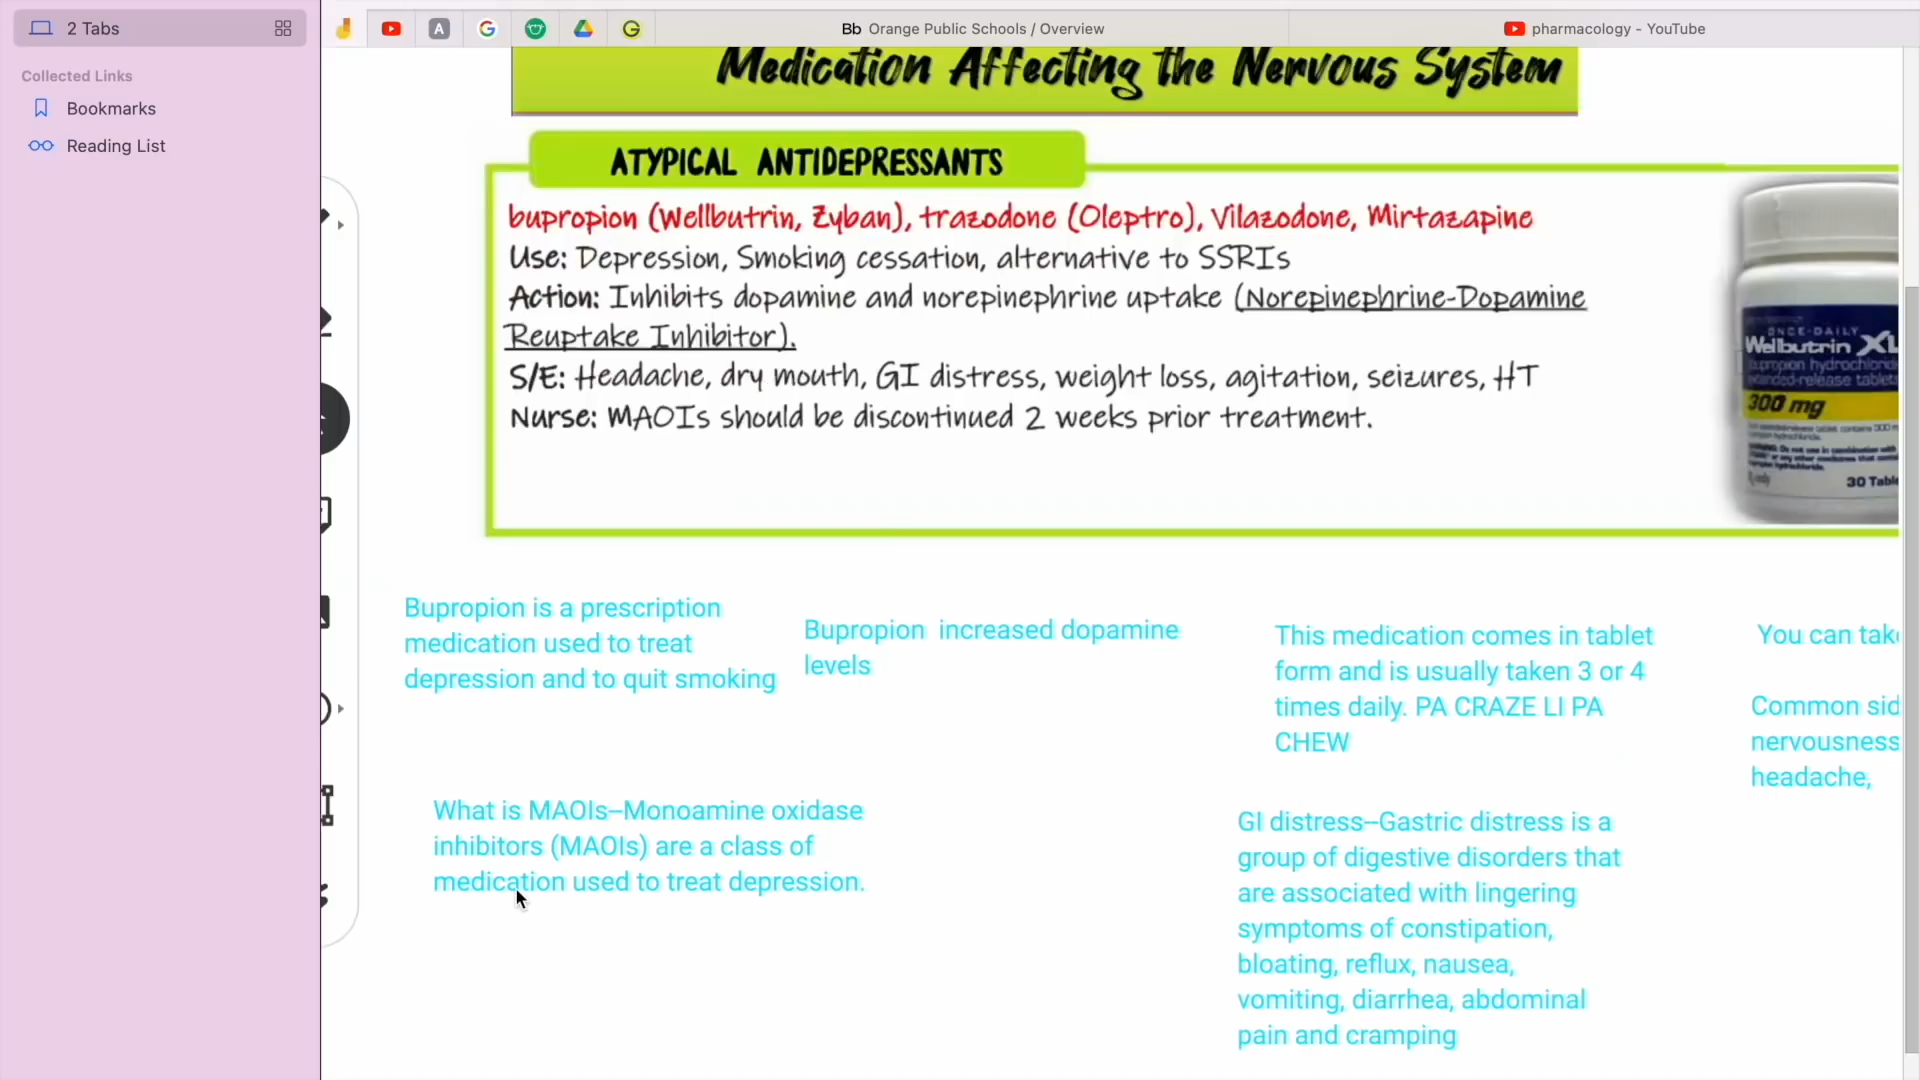 2 Tabs
Collected Links
Bookmarks
Reading List
A
G
G
Bb Orange Public Schools / Overview
pharmacology - YouTube
Medication Affecting the Nervous System
ATYPICAL ANTIDEPRESSANTS
bupropion (Wellbutrin, Zyban), trazodone (Oleptro), Vilazodone, Mirtazapine
Use: Depression, Smoking cessation, alternative to SSRIs
Action: Inhibits dopamine and norepinephrine uptake (Norepinephrine-Dopamine
Reuptake Inhibitor).
S/E: Headache, dry mouth, GI distress, weight loss, agitation, seizures, HT
Nurse: MAOIs should be discontinued 2 weeks prior treatment.
ONCE-DAILY
Wellbutrin XL
300 mg
30 Tabl
Bupropion is a prescription
medication used to treat
depression and to quit smoking
Bupropion increased dopamine
levels
This medication comes in tablet
form and is usually taken 3 or 4
times daily. PA CRAZE LI PA
CHEW
You can tak
Common sid
nervousness
headache,
What is MAOIs–Monoamine oxidase
inhibitors (MAOIs) are a class of
medication used to treat depression.
GI distress–Gastric distress is a
group of digestive disorders that
are associated with lingering
symptoms of constipation,
bloating, reflux, nausea,
vomiting, diarrhea, abdominal
pain and cramping